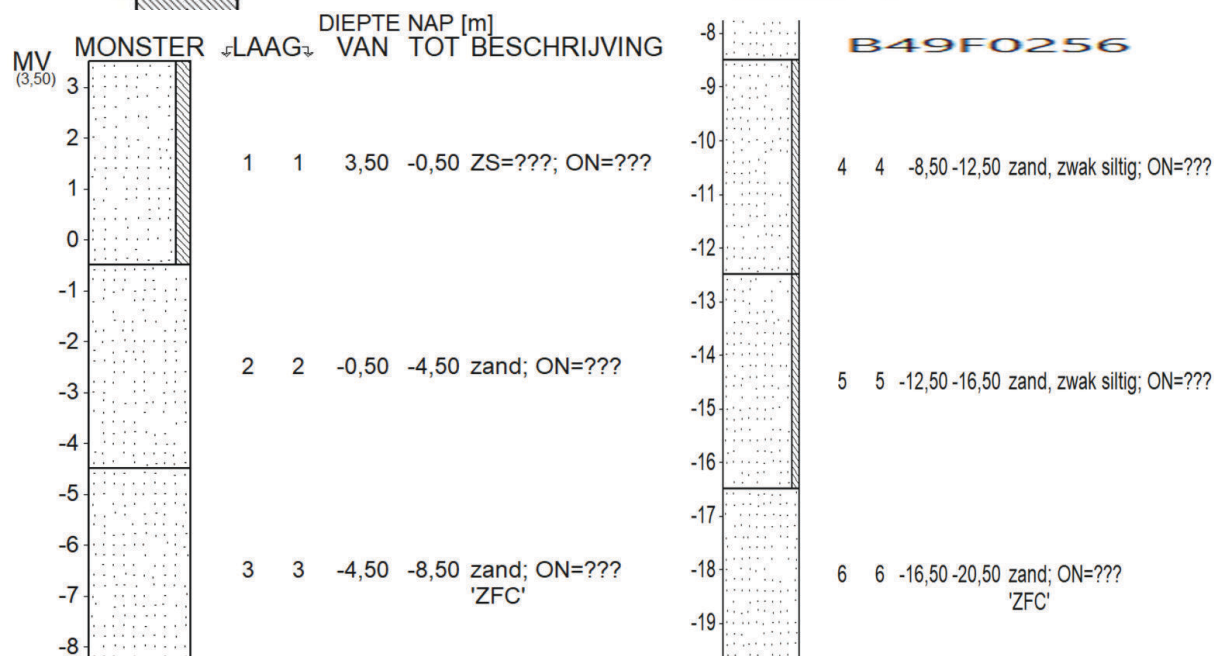 DIEPTE NAP [m]
MV MONSTER LAAG VAN TOT BESCHRIJVING
(3,50)
3
2
1 1 3,50 -0,50 ZS=???; ON=???
1
0
-1
-2
2 2 -0,50 -4,50 zand; ON=???
-3
-4
-5
-6
3 3 -4,50 -8,50 zand; ON=???
'ZFC'
-7
-8
B49F0256
-8
-9
-10
4 4 -8,50 -12,50 zand, zwak siltig; ON=???
-11
-12
-13
-14
5 5 -12,50 -16,50 zand, zwak siltig; ON=???
-15
-16
-17
-18
6 6 -16,50 -20,50 zand; ON=???
'ZFC'
-19